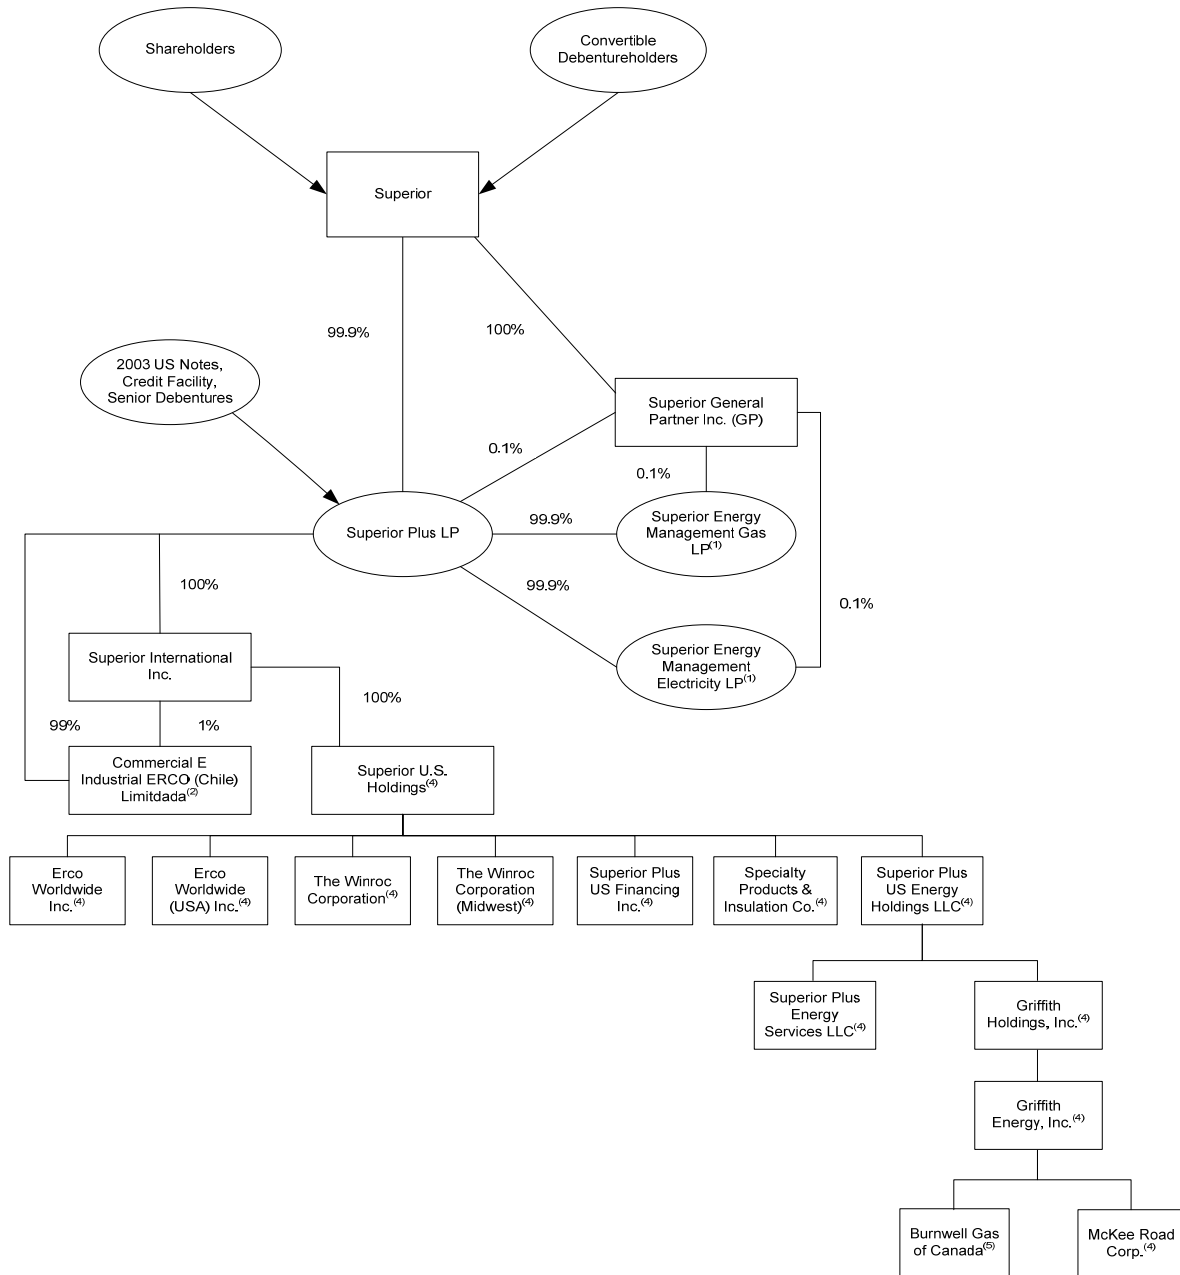 Shareholders
Convertible
Debentureholders
Superior
99.9%
100%
2003 US Notes,
Credit Facility,
Senior Debentures
Superior General
Partner Inc. (GP)
0.1%
0.1%
Superior Plus LP
99.9%
Superior Energy
Management Gas
LP(1)
100%
99.9%
0.1%
Superior International
Inc.
Superior Energy
Management
Electricity LP(1)
99%
1%
100%
Commercial E
Industrial ERCO (Chile)
Limitdada(2)
Superior U.S.
Holdings(4)
Erco
Worldwide
Inc.(4)
Erco
Worldwide
(USA) Inc.(4)
The Winroc
Corporation(4)
The Winroc
Corporation
(Midwest)(4)
Superior Plus
US Financing
Inc.(4)
Specialty
Products &
Insulation Co.(4)
Superior Plus
US Energy
Holdings LLC(4)
Superior Plus
Energy
Services LLC(4)
Griffith
Holdings, Inc.(4)
Griffith
Energy, Inc.(4)
Burnwell Gas
of Canada(5)
McKee Road
Corp.(4)